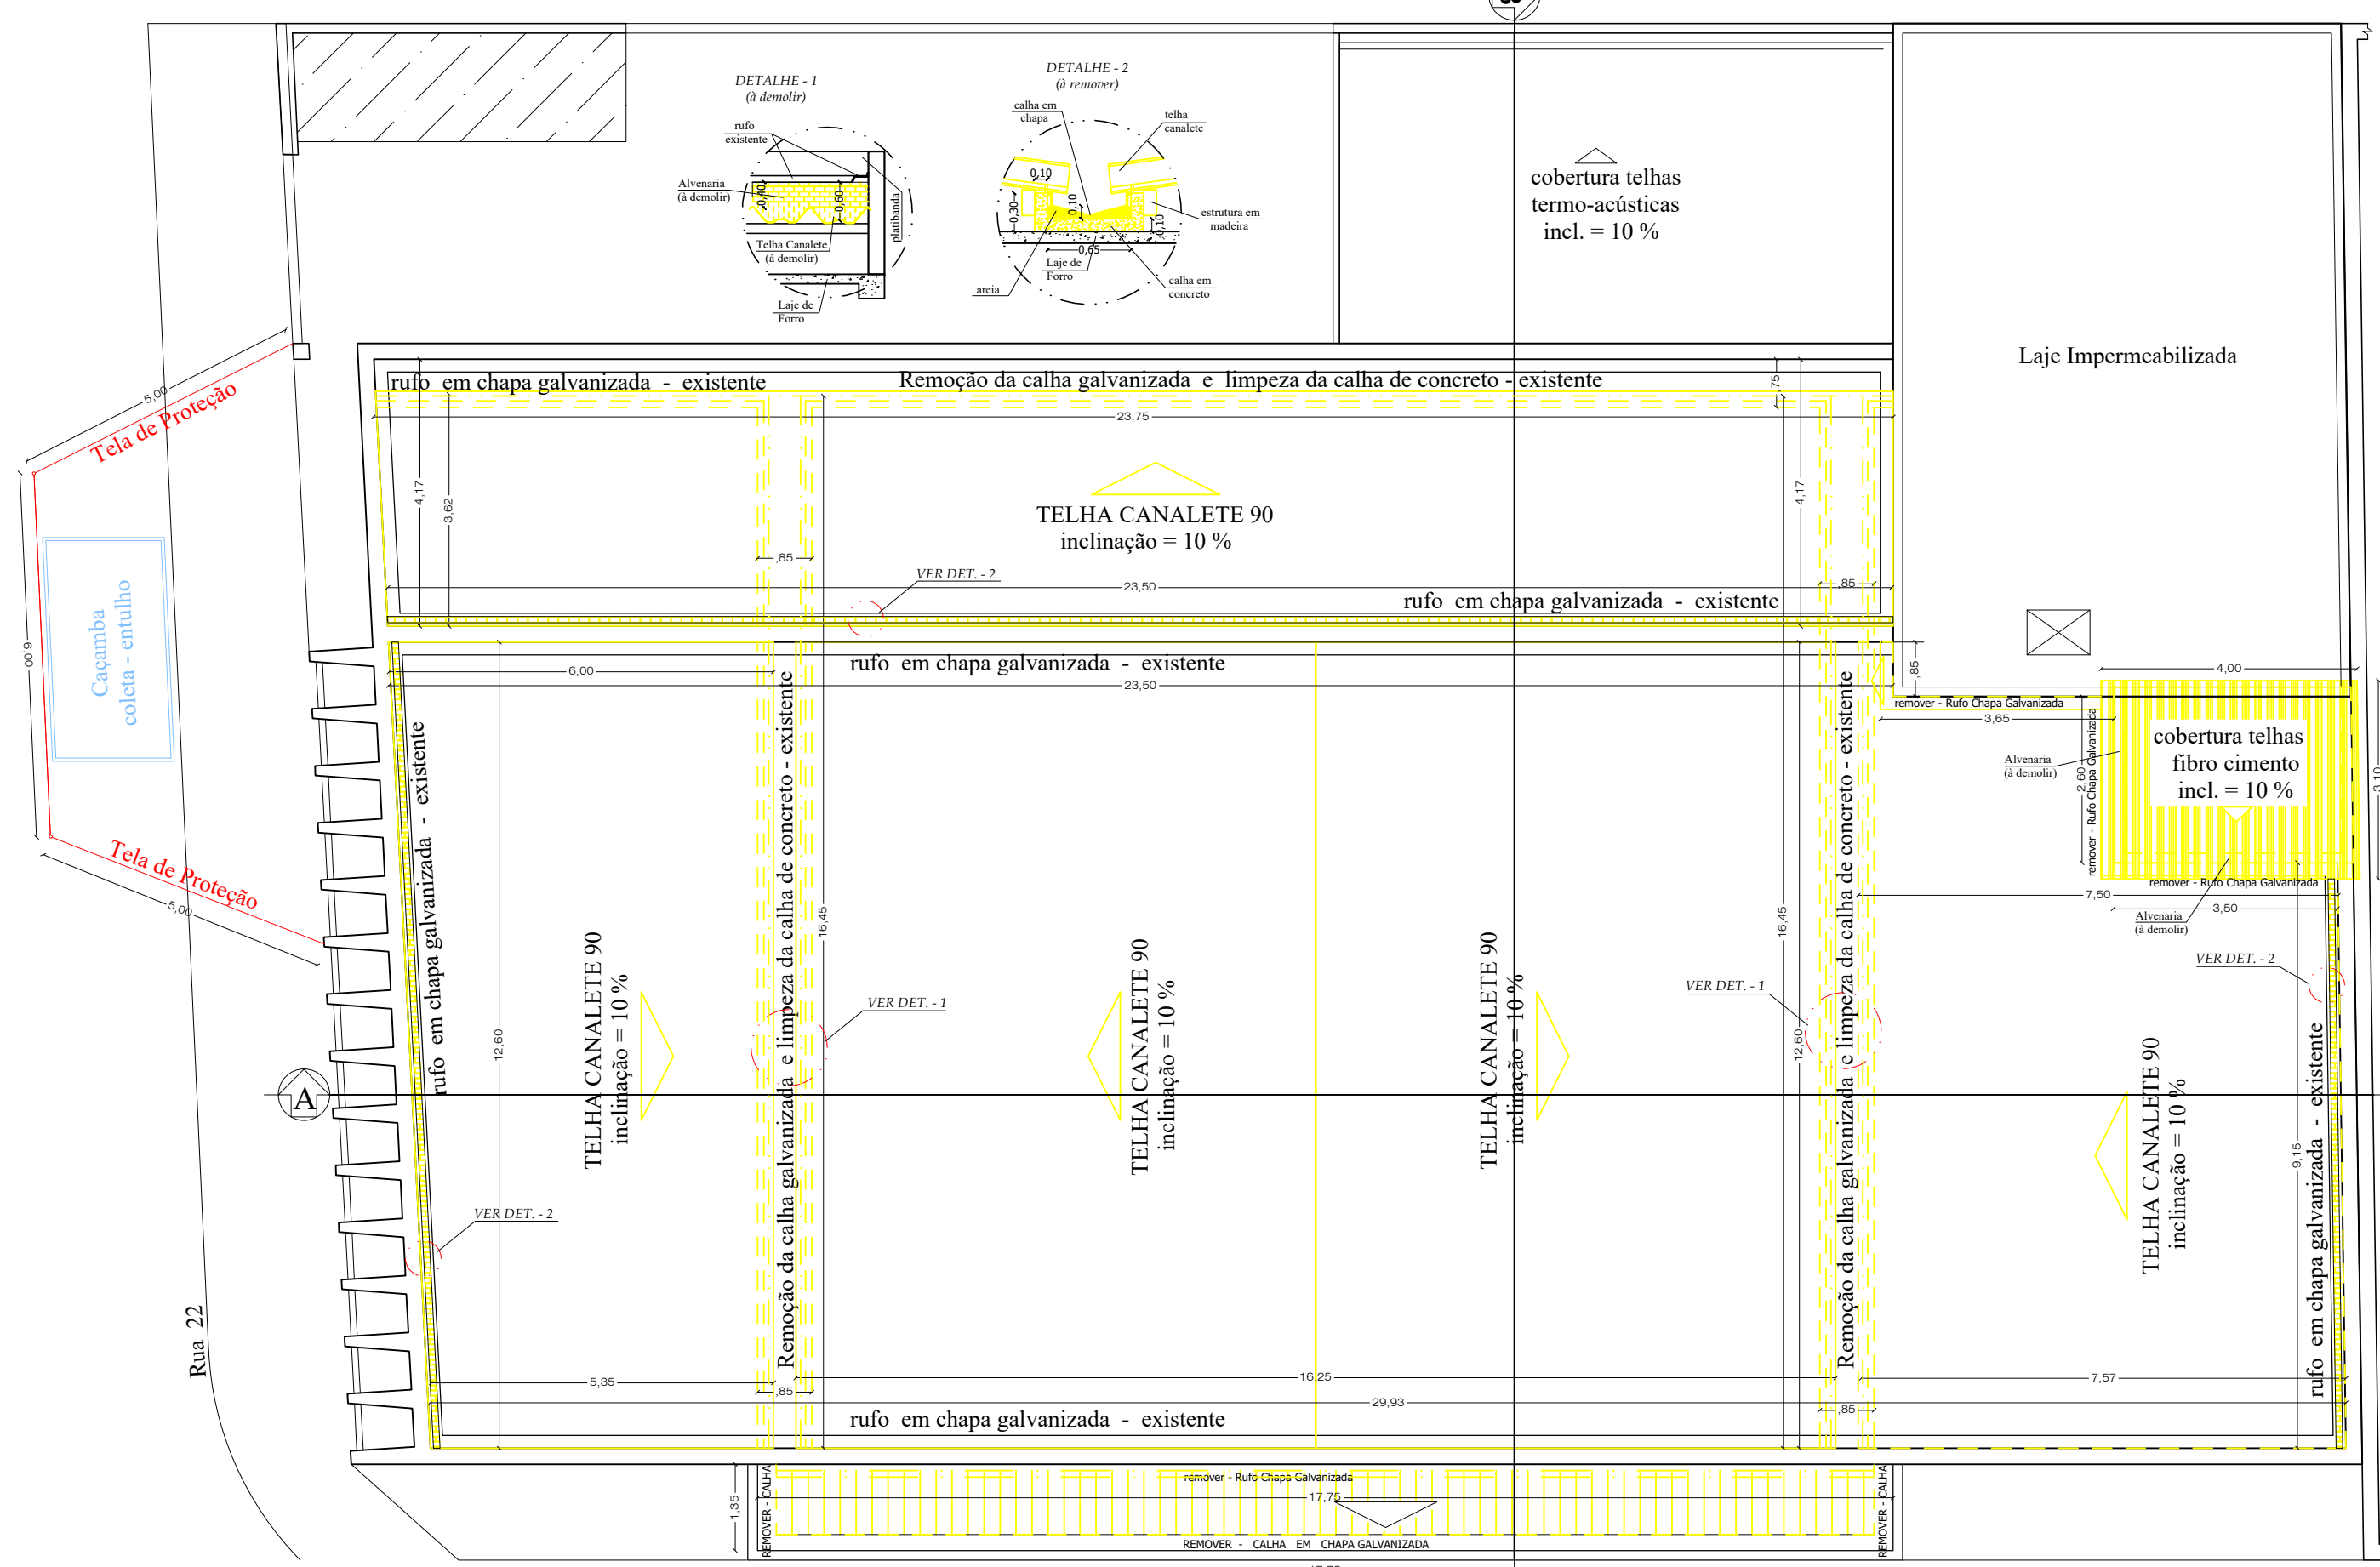 DETALHE - 1
(à demolir)
rufo
existente
Alvenaria
(à demolir)
0,40
0,60
platibanda
Telha Canalete
(à demolir)
Laje de
Forro
DETALHE - 2
(à remover)
calha em
chapa
telha
canalete
0,10
0,30
0,10
0,10
estrutura em
madeira
0,65
Laje de
Forro
areia
calha em
concreto
cobertura telhas
termo-acústicas
incl. = 10 %
Laje Impermeabilizada
5,00
Tela de Proteção
6,00
Caçamba
coleta - entulho
Tela de Proteção
5,00
Rua 22
rufo em chapa galvanizada - existente
Remoção da calha galvanizada e limpeza da calha de concreto - existente
,75
23,75
4,17
3,62
4,17
TELHA CANALETE 90
inclinação = 10 %
,85
VER DET. - 2
23,50
,85
rufo em chapa galvanizada - existente
rufo em chapa galvanizada - existente
6,00
23,50
,85
4,00
remover - Rufo Chapa Galvanizada
3,65
cobertura telhas
fibro cimento
incl. = 10 %
Alvenaria
(à demolir)
2,60
remover - Rufo Chapa Galvanizada
3,10
remover - Rufo Chapa Galvanizada
7,50
3,50
Alvenaria
(à demolir)
VER DET. - 2
rufo em chapa galvanizada - existente
12,60
TELHA CANALETE 90
inclinação = 10 %
Remoção da calha galvanizada e limpeza da calha de concreto - existente
16,45
VER DET. - 1
TELHA CANALETE 90
inclinação = 10 %
TELHA CANALETE 90
inclinação = 10 %
VER DET. - 1
16,45
12,60
Remoção da calha galvanizada e limpeza da calha de concreto - existente
TELHA CANALETE 90
inclinação = 10 %
9,15
rufo em chapa galvanizada - existente
A
VER DET. - 2
5,35
,85
16,25
7,57
29,93
,85
rufo em chapa galvanizada - existente
1,35
REMOVER - CALHA
remover - Rufo Chapa Galvanizada
17,75
REMOVER - CALHA
REMOVER - CALHA EM CHAPA GALVANIZADA